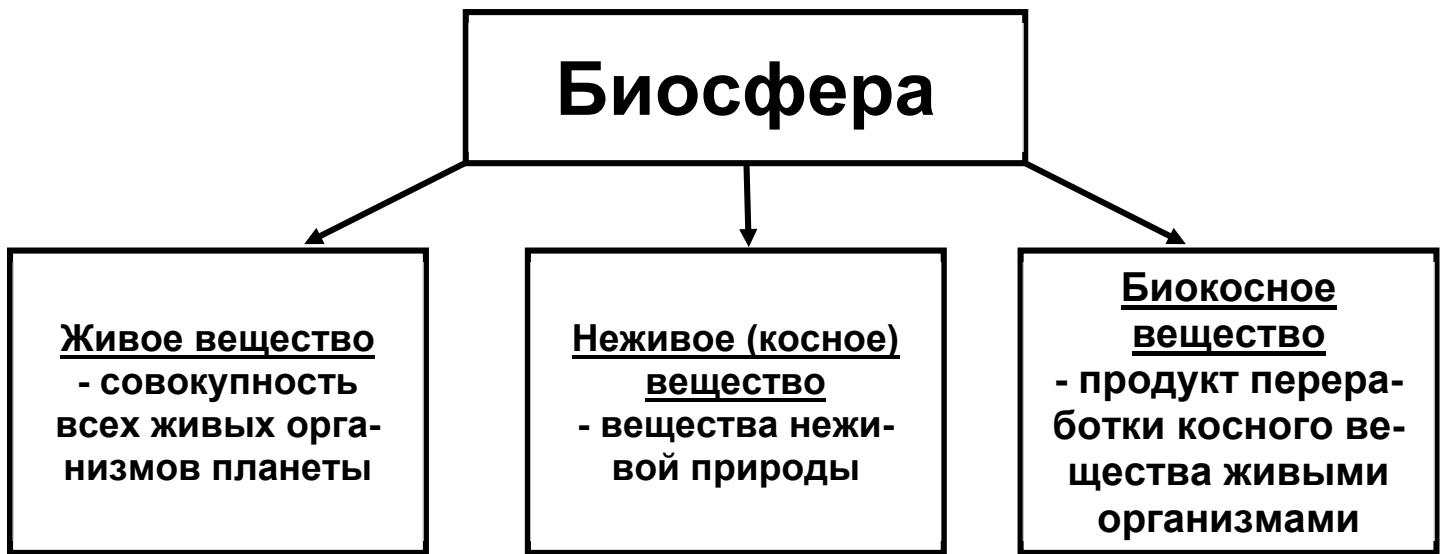 Биосфера
Живое вещество
- совокупность
всех живых орга-
низмов планеты
Неживое (косное)
вещество
- вещества нежи-
вой природы
Биокосное
вещество
- продукт перера-
ботки косного ве-
щества живыми
организмами